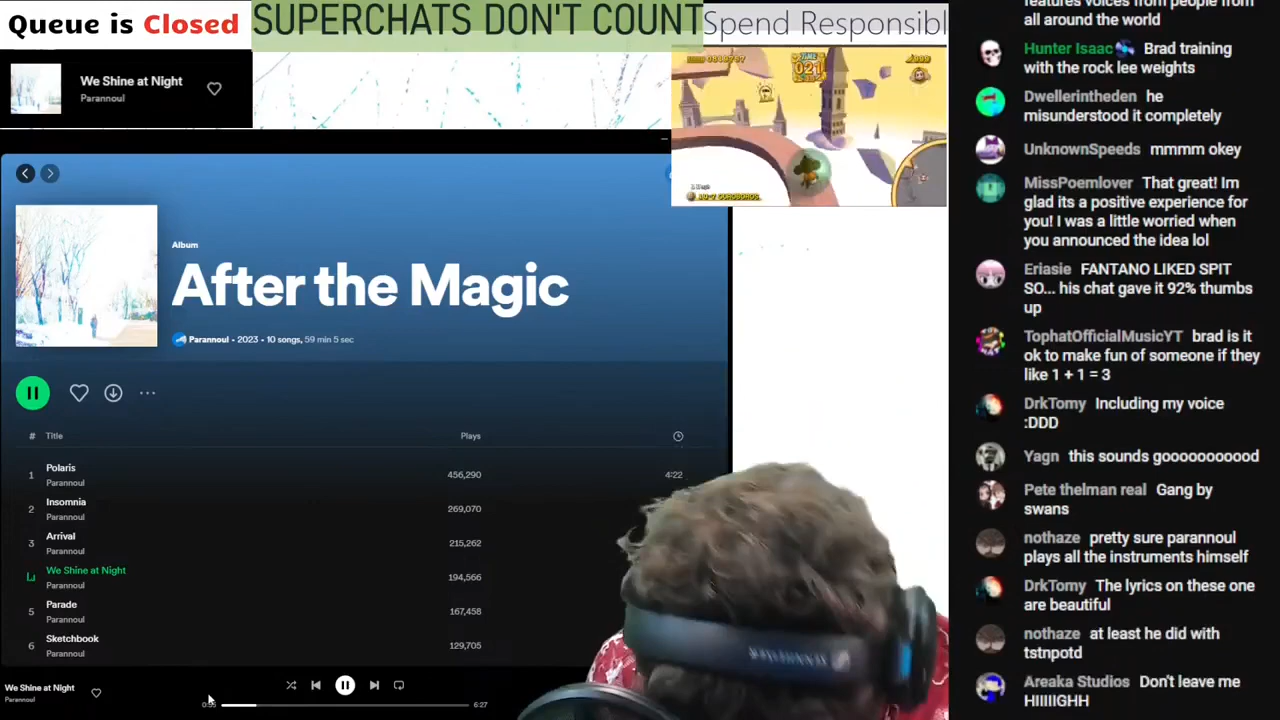 Queue is Closed
SUPERCHATS DON'T COUNT
Spend Responsibl
We Shine at Night
Parannoul
TIME
021
Album
After the Magic
Parannoul • 2023 • 10 songs, 59 min 5 sec
# Title Plays
1 Polaris 456,290 4:22
Parannoul
2 Insomnia 269,070
Parannoul
3 Arrival 215,262
Parannoul
We Shine at Night 194,566
Parannoul
5 Parade 167,458
Parannoul
6 Sketchbook 129,705
Parannoul
We Shine at Night
Parannoul
6:27
features voices from people from
all around the world
Hunter Isaac Brad training
with the rock lee weights
Dwellerintheden he
misunderstood it completely
UnknownSpeeds mmmm okey
MissPoemlover That great! Im
glad its a positive experience for
you! I was a little worried when
you announced the idea lol
Eriasie FANTANO LIKED SPIT
SO... his chat gave it 92% thumbs
up
TophatOfficialMusicYT brad is it
ok to make fun of someone if they
like 1 + 1 = 3
DrkTomy Including my voice
:DDD
Yagn this sounds gooooooooood
Pete thelman real Gang by
swans
nothaze pretty sure parannoul
plays all the instruments himself
DrkTomy The lyrics on these one
are beautiful
nothaze at least he did with
tstnpotd
Areaka Studios Don't leave me
HIIIIIGHH